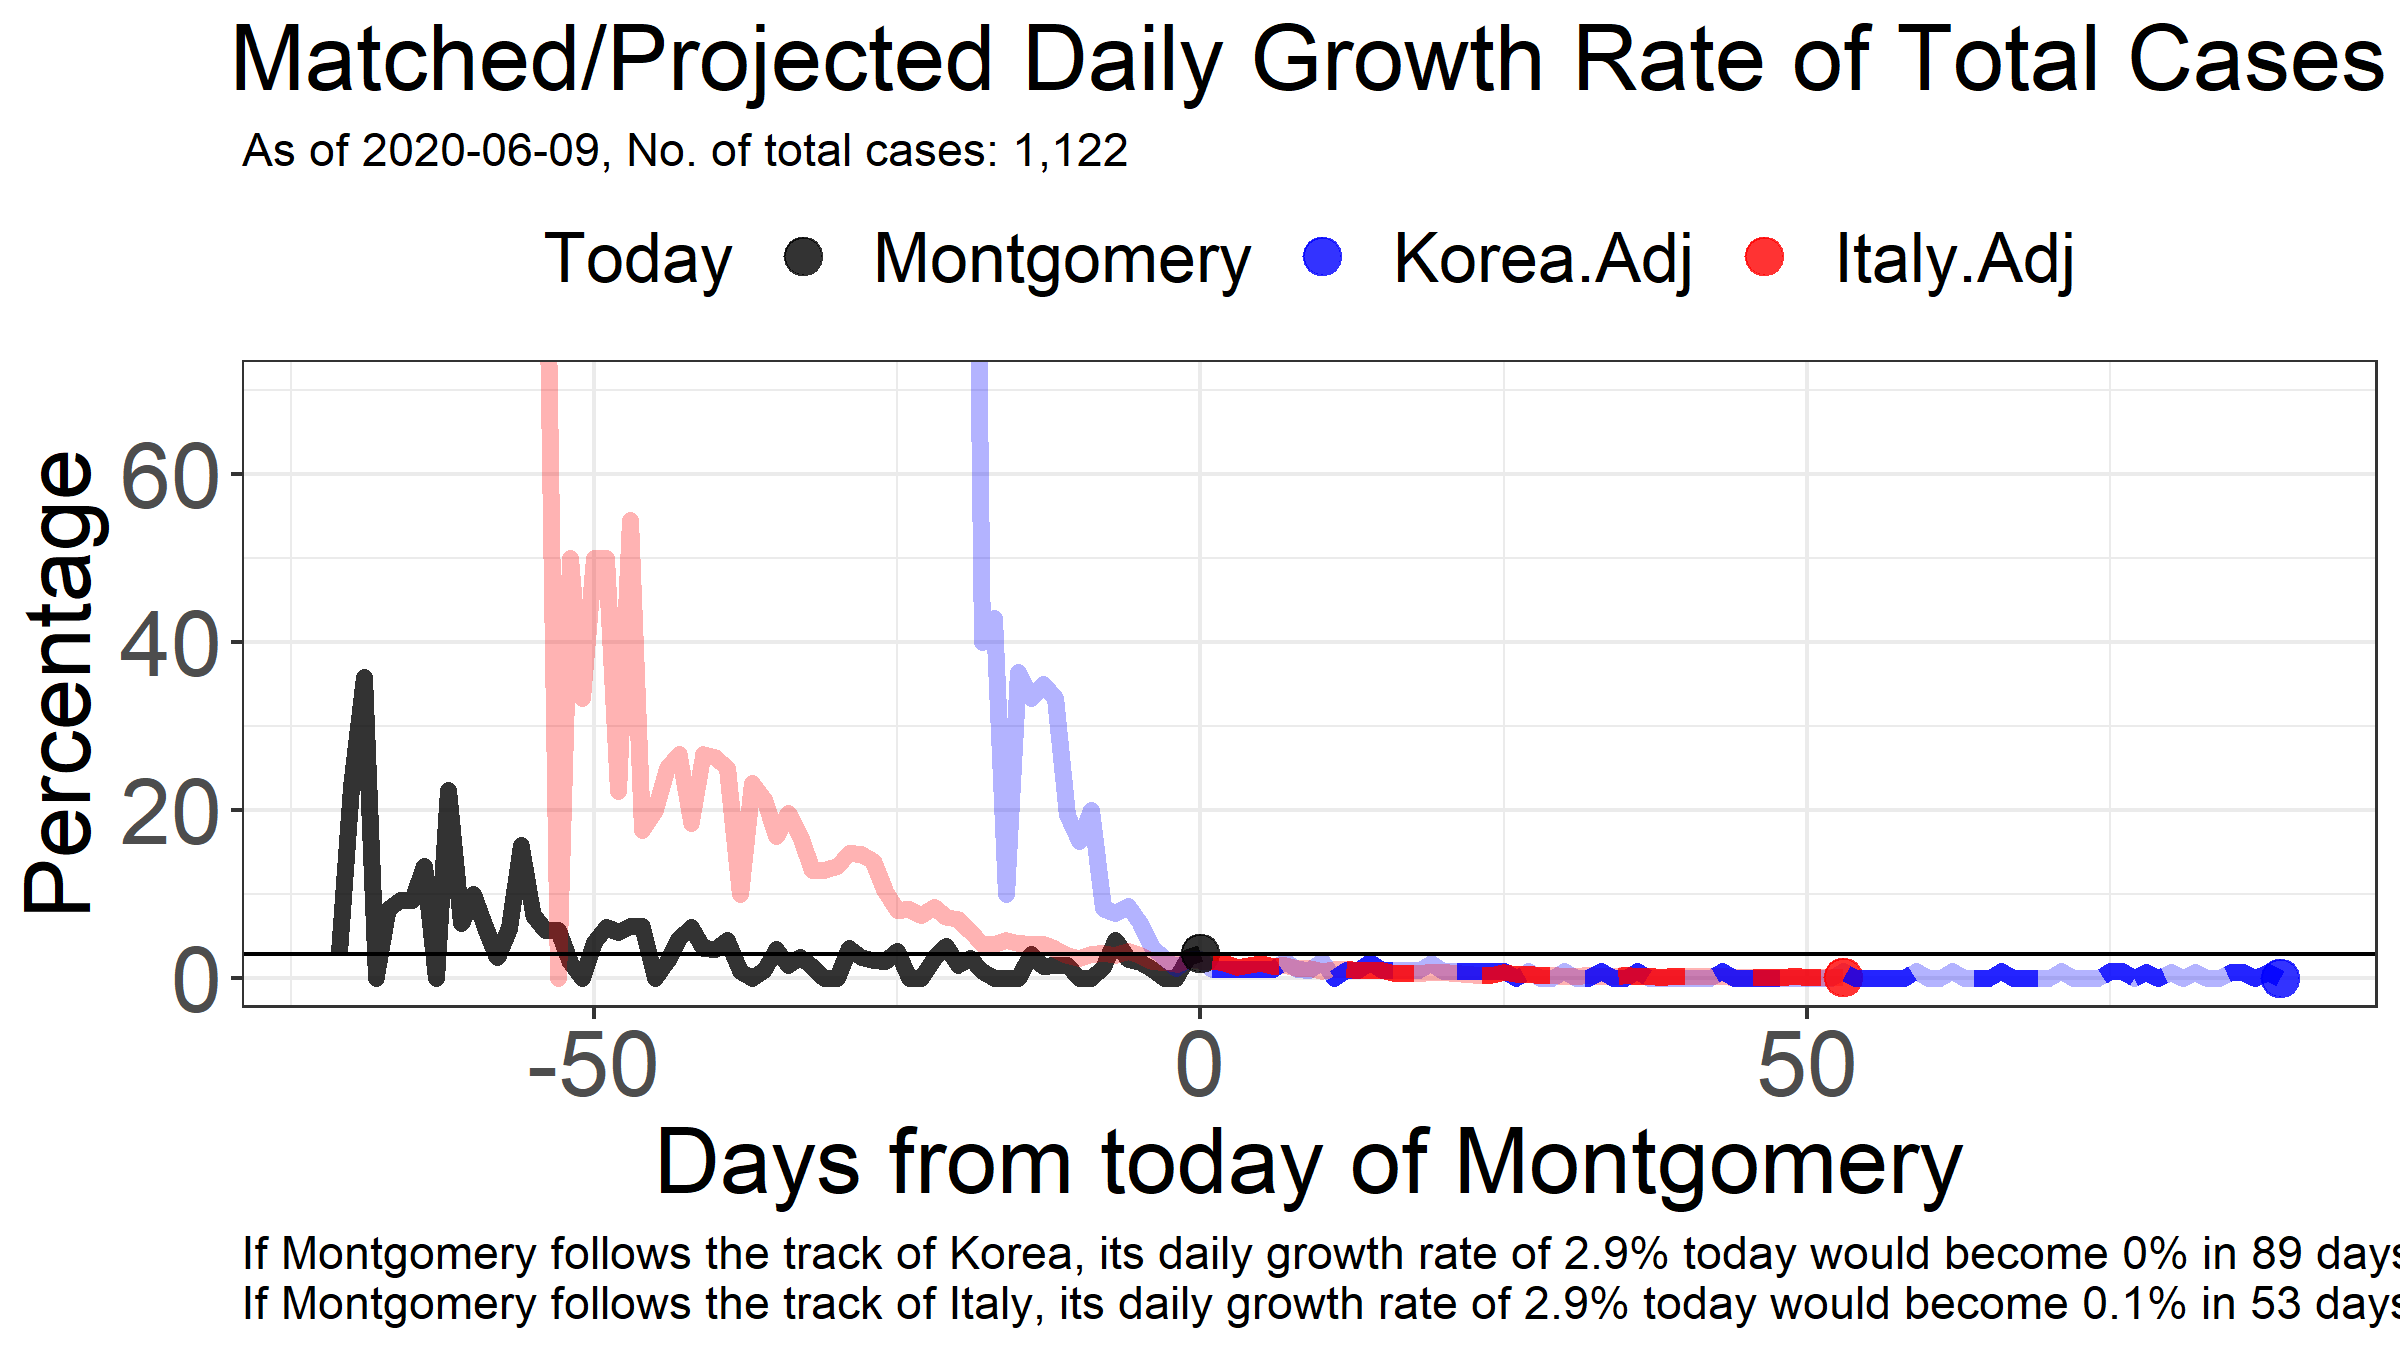 Matched/Projected Daily Growth Rate of Total Cases
As of 2020-06-09, No. of total cases: 1,122
Today Montgomery Korea.Adj Italy.Adj
Percentage
60
40
20
0
-50 0 50
Days from today of Montgomery
If Montgomery follows the track of Korea, its daily growth rate of 2.9% today would become 0% in 89 days
If Montgomery follows the track of Italy, its daily growth rate of 2.9% today would become 0.1% in 53 days